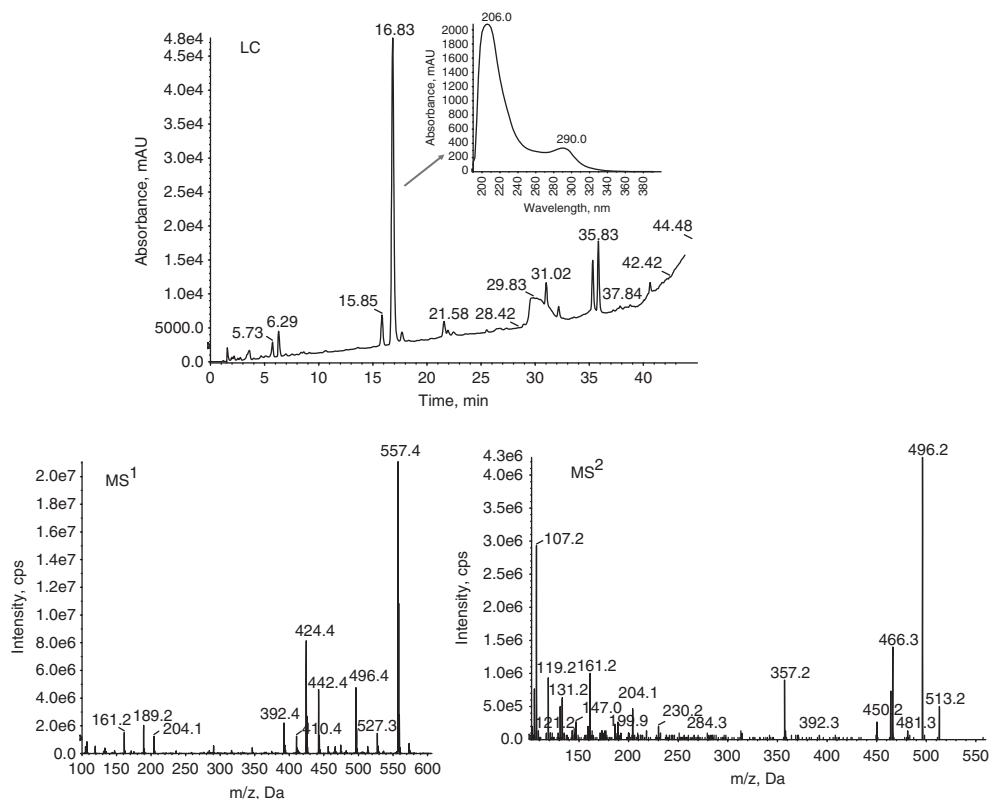 LC
Absorbance, mAU
4.8e4
4.5e4
4.0e4
3.5e4
3.0e4
2.5e4
2.0e4
1.5e4
1.0e4
5000.0
0.0
0 5 10 15 20 25 30 35 40
Time, min
5.73
6.29
15.85
16.83
21.58
28.42
29.83
31.02
35.83
37.84
42.42
44.48
Absorbance, mAU
2000
1800
1600
1400
1200
1000
800
600
400
200
0
206.0
290.0
200 220 240 260 280 300 320 340 360 380
Wavelength, nm
MS1
Intensity, cps
2.0e7
1.8e7
1.6e7
1.4e7
1.2e7
1.0e7
8.0e6
6.0e6
4.0e6
2.0e6
0.0
100 150 200 250 300 350 400 450 500 550 600
m/z, Da
557.4
424.4
442.4
496.4
392.4
410.4
527.3
161.2
189.2
204.1
MS2
Intensity, cps
4.3e6
4.0e6
3.5e6
3.0e6
2.5e6
2.0e6
1.5e6
1.0e6
5.0e5
0.0
150 200 250 300 350 400 450 500 550
m/z, Da
496.2
107.2
466.3
119.2
161.2
131.2
147.0
204.1
121.2
199.9
230.2
284.3
357.2
392.3
450.2
481.3
513.2